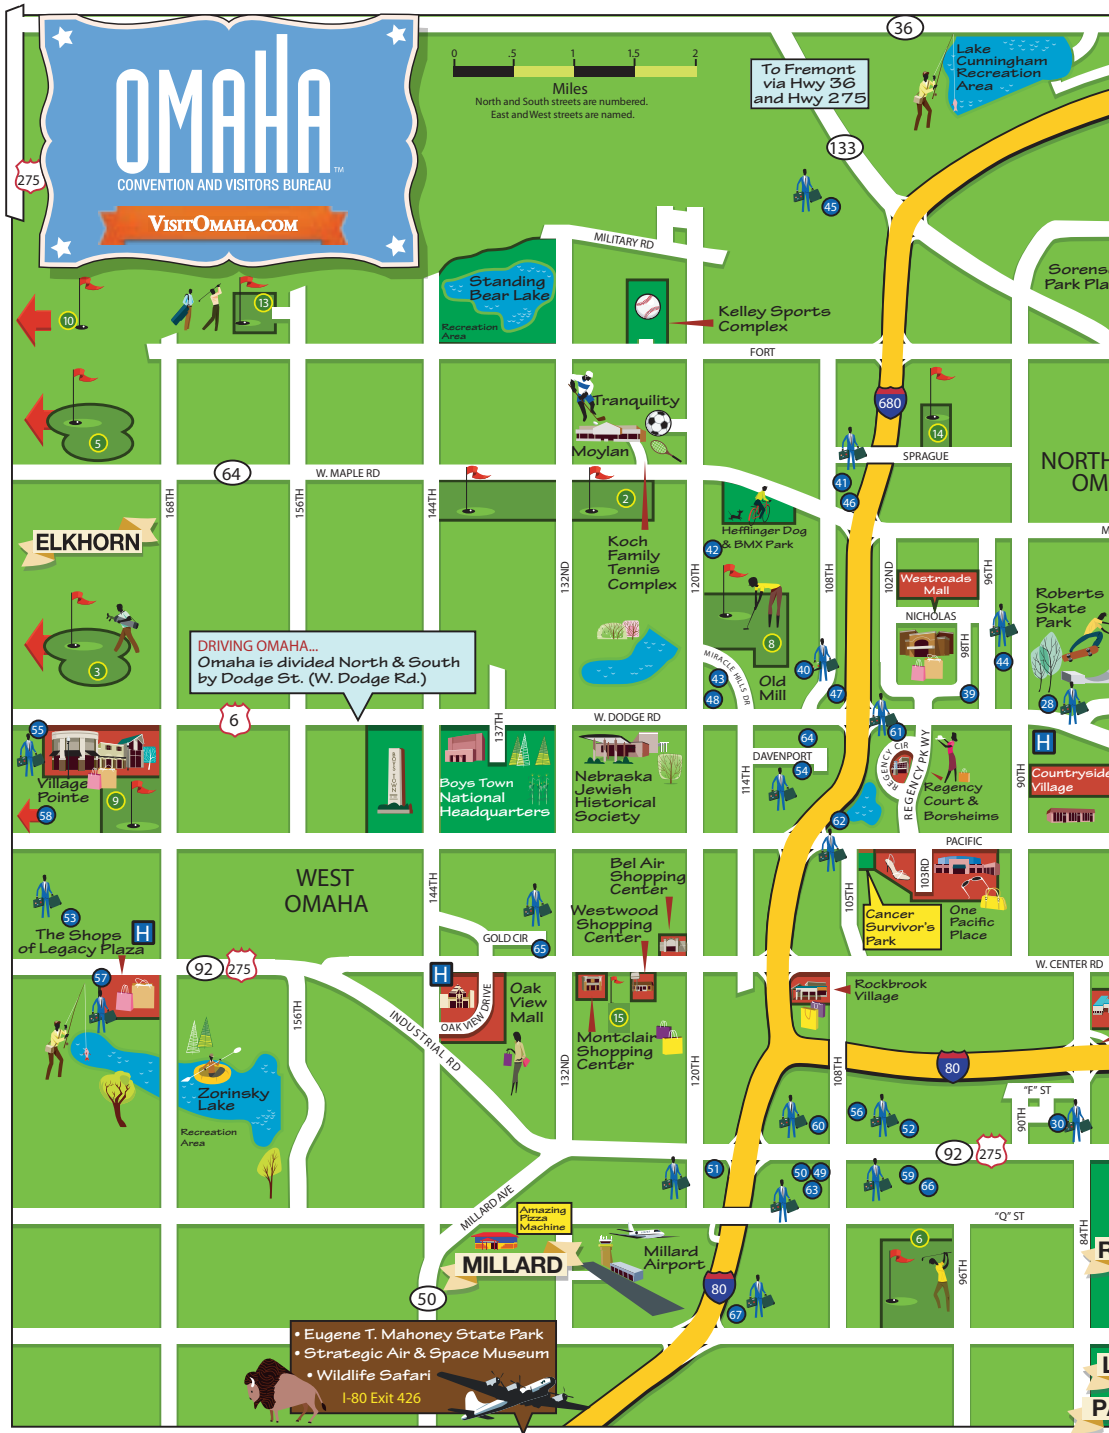 OMAHA
TM
CONVENTION AND VISITORS BUREAU
VISITOMAHA.COM
275
0 .5 1 1.5 2
Miles
North and South streets are numbered.
East and West streets are named.
36
To Fremont
via Hwy 36
and Hwy 275
Lake
Cunningham
Recreation
Area
133
45
MILITARY RD
Sorens
Park Pla
Standing
Bear Lake
Recreation
Area
Kelley Sports
Complex
10
13
FORT
680
14
5
Tranquility
Moylan
SPRAGUE
NORTH
OM
64
W. MAPLE RD
41
46
168TH
156TH
144TH
2
ELKHORN
Koch
Family
Tennis
Complex
Hefflinger Dog
& BMX Park
42
132ND
120TH
108TH
102ND
96TH
M
Westroads
Mall
NICHOLAS
98TH
Roberts
Skate
Park
3
8
MIRACLE HILLS DR
43
48
Old
Mill
40
47
44
39
28
DRIVING OMAHA...
Omaha is divided North & South
by Dodge St. (W. Dodge Rd.)
6
137TH
W. DODGE RD
55
Village
Pointe
9
58
BOYS TOWN
Boys Town
National
Headquarters
Nebraska
Jewish
Historical
Society
64
DAVENPORT
54
114TH
61
REGENCY CIR
REGENCY PKWY
Regency
Court &
Borsheims
H
90TH
Countryside
Village
62
PACIFIC
WEST
OMAHA
144TH
Bel Air
Shopping
Center
Westwood
Shopping
Center
105TH
103RD
Cancer
Survivor's
Park
One
Pacific
Place
53
The Shops
of Legacy Plaza
H
GOLD CIR
65
92
275
W. CENTER RD
57
H
OAK VIEW DRIVE
Oak
View
Mall
15
Montclair
Shopping
Center
Rockbrook
Village
156TH
INDUSTRIAL RD
132ND
120TH
108TH
80
Zorinsky
Lake
Recreation
Area
"F" ST
90TH
30
60
56
52
92
275
51
50
49
63
59
66
MILLARD AVE
Amazing
Pizza
Machine
"Q" ST
84TH
MILLARD
Millard
Airport
6
96TH
R
50
80
67
• Eugene T. Mahoney State Park
• Strategic Air & Space Museum
• Wildlife Safari
I-80 Exit 426
L
PA